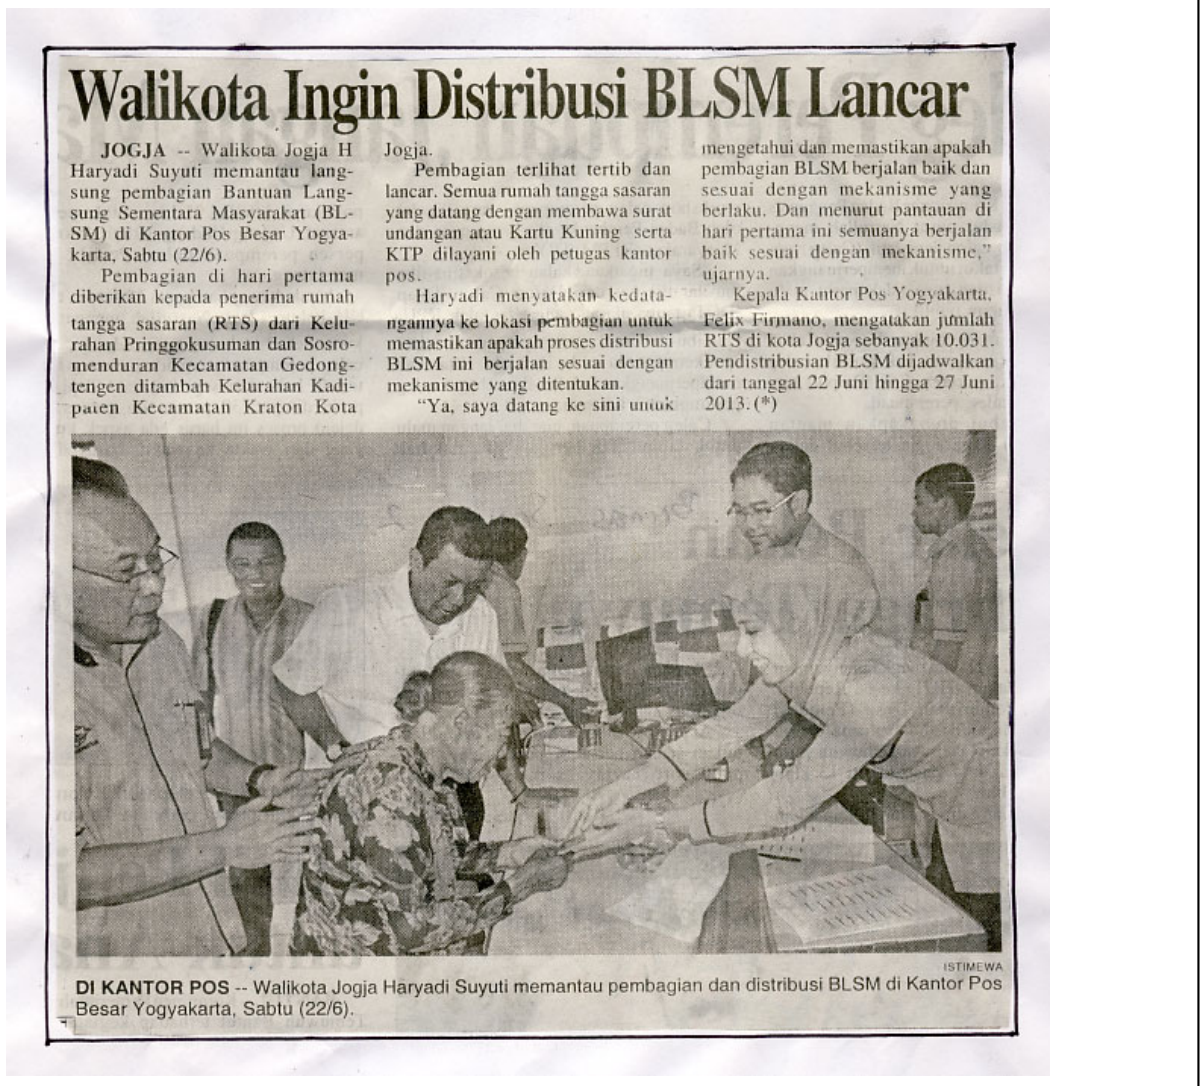 Walikota Ingin Distribusi BLSM Lancar
JOGJA -- Walikota Jogja H
Haryadi Suyuti memantau lang-
sung pembagian Bantuan Lang-
sung Sementara Masyarakat (BL-
SM) di Kantor Pos Besar Yogya-
karta, Sabtu (22/6).
Pembagian di hari pertama
diberikan kepada penerima rumah
tangga sasaran (RTS) dari Kelu-
rahan Pringgokusuman dan Sosro-
menduran Kecamatan Gedong-
tengen ditambah Kelurahan Kadi-
paten Kecamatan Kraton Kota
Jogja.
Pembagian terlihat tertib dan
lancar. Semua rumah tangga sasaran
yang datang dengan membawa surat
undangan atau Kartu Kuning serta
KTP dilayani oleh petugas kantor
pos.
Haryadi menyatakan kedata-
ngannya ke lokasi pembagian untuk
memastikan apakah proses distribusi
BLSM ini berjalan sesuai dengan
mekanisme yang ditentukan.
“Ya, saya datang ke sini untuk
mengetahui dan memastikan apakah
pembagian BLSM berjalan baik dan
sesuai dengan mekanisme yang
berlaku. Dan menurut pantauan di
hari pertama ini semuanya berjalan
baik sesuai dengan mekanisme,”
ujarnya.
Kepala Kantor Pos Yogyakarta,
Felix Firmano, mengatakan jumlah
RTS di kota Jogja sebanyak 10.031.
Pendistribusian BLSM dijadwalkan
dari tanggal 22 Juni hingga 27 Juni
2013.(*)
ISTIMEWA
DI KANTOR POS -- Walikota Jogja Haryadi Suyuti memantau pembagian dan distribusi BLSM di Kantor Pos
Besar Yogyakarta, Sabtu (22/6).